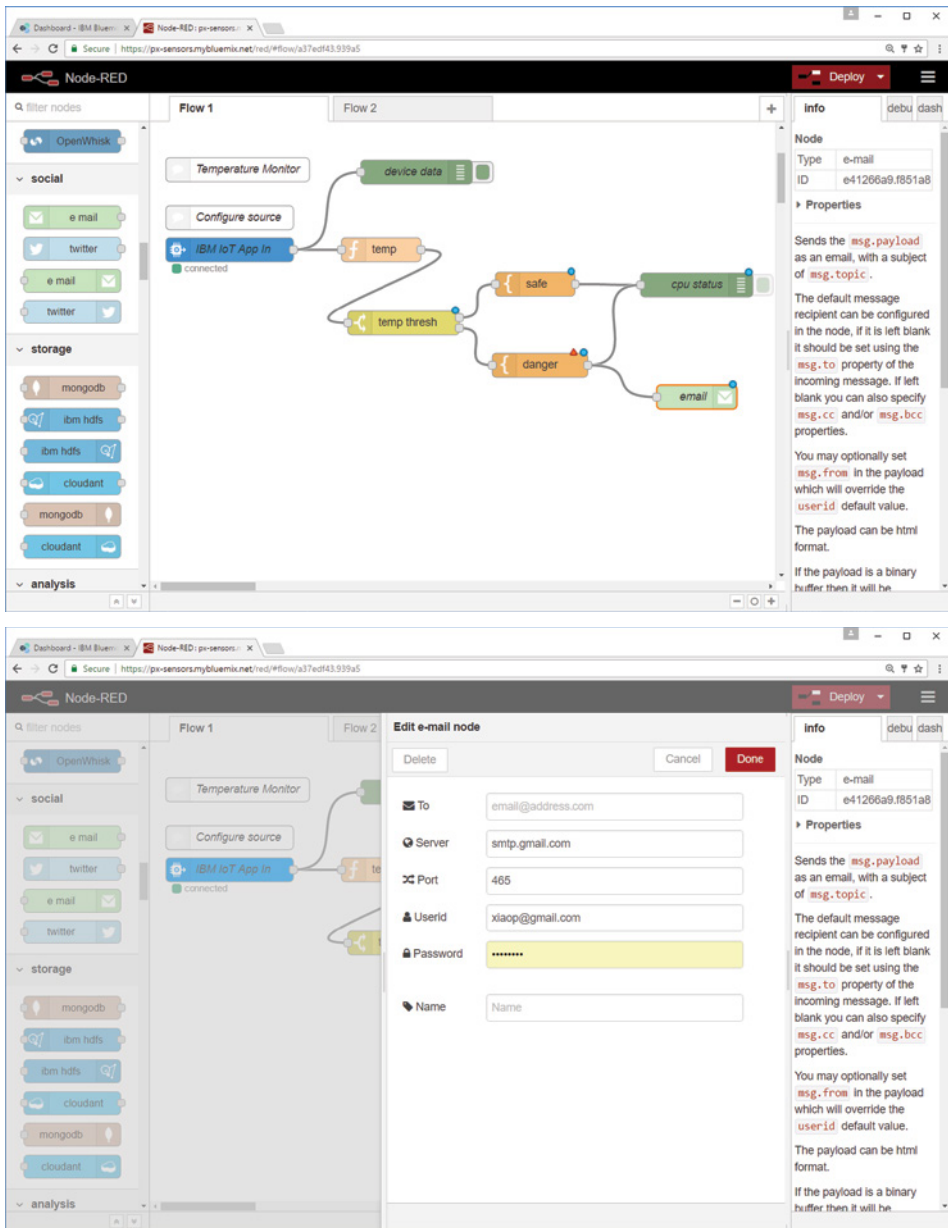 Dashboard - IBM Bluem
Node-RED: px-sensors.
Secure | https://px-sensors.mybluemix.net/red/#flow/a37edf43.939a5
Node-RED
Deploy
filter nodes
Flow 1
Flow 2
info
debu
dash
OpenWhisk
social
e mail
twitter
e mail
twitter
storage
mongodb
ibm hdfs
ibm hdfs
cloudant
mongodb
cloudant
analysis
Temperature Monitor
device data
Configure source
IBM IoT App In
connected
temp
temp thresh
safe
cpu status
danger
email
Node
Type e-mail
ID e41266a9.f851a8
Properties
Sends the msg.payload
as an email, with a subject
of msg.topic.
The default message
recipient can be configured
in the node, if it is left blank
it should be set using the
msg.to property of the
incoming message. If left
blank you can also specify
msg.cc and/or msg.bcc
properties.
You may optionally set
msg.from in the payload
which will override the
userid default value.
The payload can be html
format.
If the payload is a binary
buffer then it will be
Dashboard - IBM Bluem
Node-RED: px-sensors.
Secure | https://px-sensors.mybluemix.net/red/#flow/a37edf43.939a5
Node-RED
Deploy
filter nodes
Flow 1
Flow 2
Edit e-mail node
info
debu
dash
OpenWhisk
social
e mail
twitter
e mail
twitter
storage
mongodb
ibm hdfs
ibm hdfs
cloudant
mongodb
cloudant
analysis
Temperature Monitor
Configure source
IBM IoT App In
connected
te
t
Delete
Cancel
Done
To email@address.com
Server smtp.gmail.com
Port 465
Userid xiaop@gmail.com
Password ••••••••
Name Name
Node
Type e-mail
ID e41266a9.f851a8
Properties
Sends the msg.payload
as an email, with a subject
of msg.topic.
The default message
recipient can be configured
in the node, if it is left blank
it should be set using the
msg.to property of the
incoming message. If left
blank you can also specify
msg.cc and/or msg.bcc
properties.
You may optionally set
msg.from in the payload
which will override the
userid default value.
The payload can be html
format.
If the payload is a binary
buffer then it will be